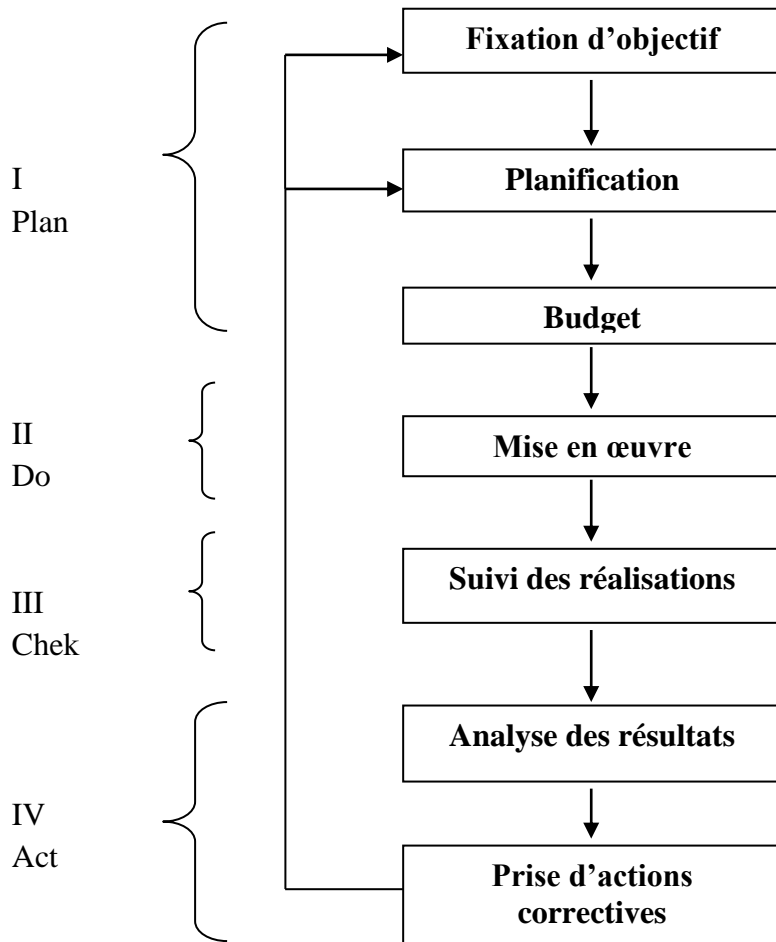 Fixation d’objectif
I
Plan
Planification
Budget
II
Do
Mise en œuvre
III
Chek
Suivi des réalisations
IV
Act
Analyse des résultats
Prise d’actions
correctives